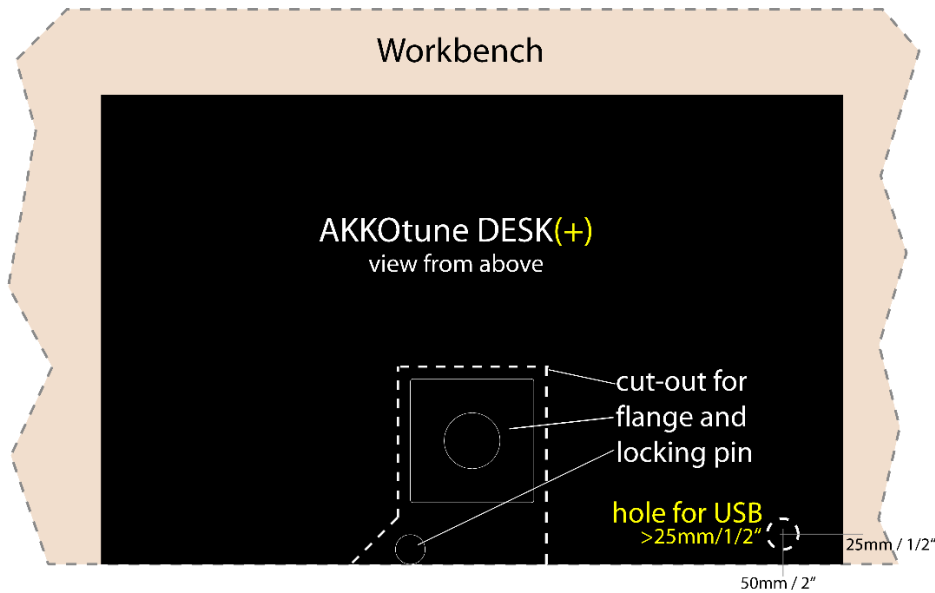 Workbench
AKKOtune DESK(+)
view from above
cut-out for
flange and
locking pin
hole for USB
>25mm/1/2“
25mm / 1/2“
50mm / 2“